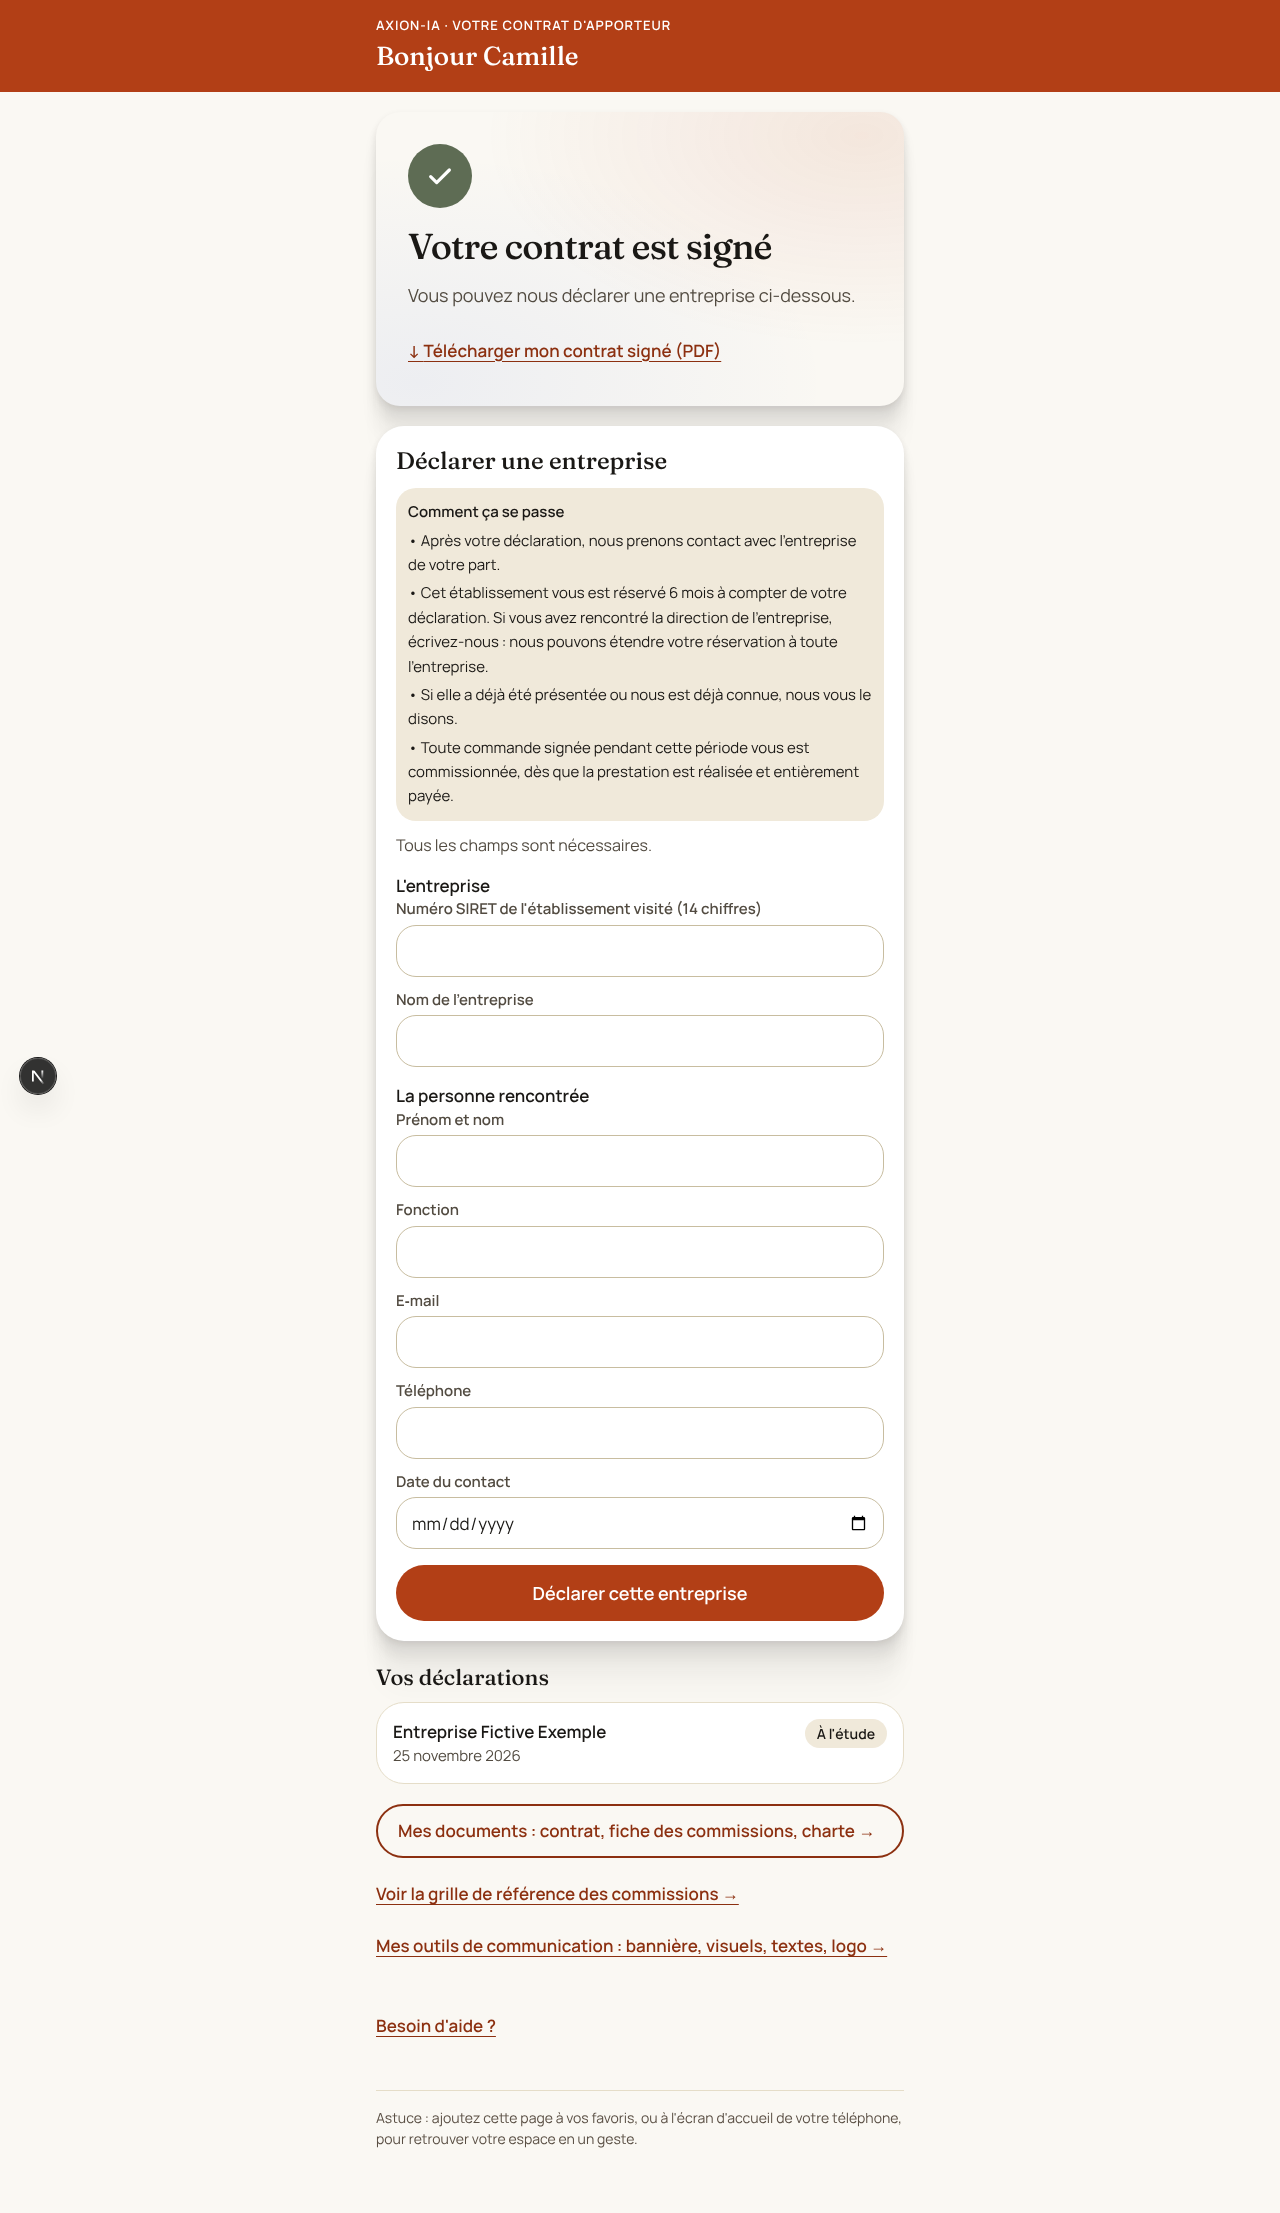 AXION-IA · VOTRE CONTRAT D'APPORTEUR
Bonjour Camille
Votre contrat est signé
Vous pouvez nous déclarer une entreprise ci-dessous.
↓ Télécharger mon contrat signé (PDF)
Déclarer une entreprise
Comment ça se passe
• Après votre déclaration, nous prenons contact avec l'entreprise
de votre part.
• Cet établissement vous est réservé 6 mois à compter de votre
déclaration. Si vous avez rencontré la direction de l'entreprise,
écrivez-nous : nous pouvons étendre votre réservation à toute
l'entreprise.
• Si elle a déjà été présentée ou nous est déjà connue, nous vous le
disons.
• Toute commande signée pendant cette période vous est
commissionnée, dès que la prestation est réalisée et entièrement
payée.
Tous les champs sont nécessaires.
L'entreprise
Numéro SIRET de l'établissement visité (14 chiffres)
Nom de l'entreprise
La personne rencontrée
Prénom et nom
Fonction
E-mail
Téléphone
Date du contact
mm/dd/yyyy
Déclarer cette entreprise
Vos déclarations
Entreprise Fictive Exemple
À l'étude
25 novembre 2026
Mes documents : contrat, fiche des commissions, charte →
Voir la grille de référence des commissions →
Mes outils de communication : bannière, visuels, textes, logo →
Besoin d'aide ?
Astuce : ajoutez cette page à vos favoris, ou à l'écran d'accueil de votre téléphone,
pour retrouver votre espace en un geste.
N